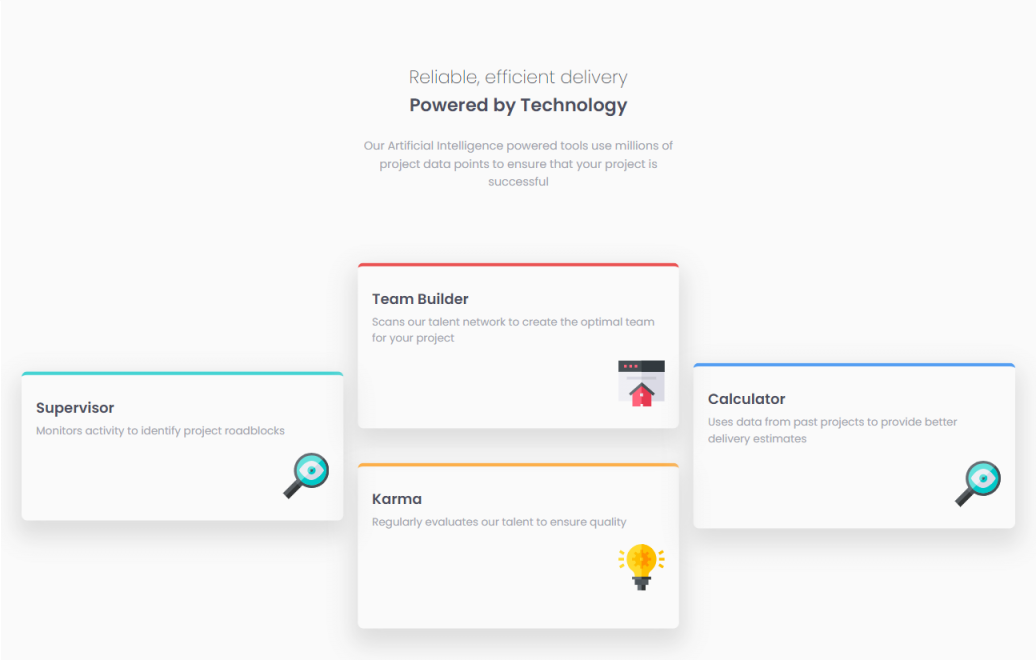 Reliable, efficient delivery
Powered by Technology
Our Artificial Intelligence powered tools use millions of
project data points to ensure that your project is
successful
Supervisor
Monitors activity to identify project roadblocks
Team Builder
Scans our talent network to create the optimal team
for your project
Karma
Regularly evaluates our talent to ensure quality
Calculator
Uses data from past projects to provide better
delivery estimates